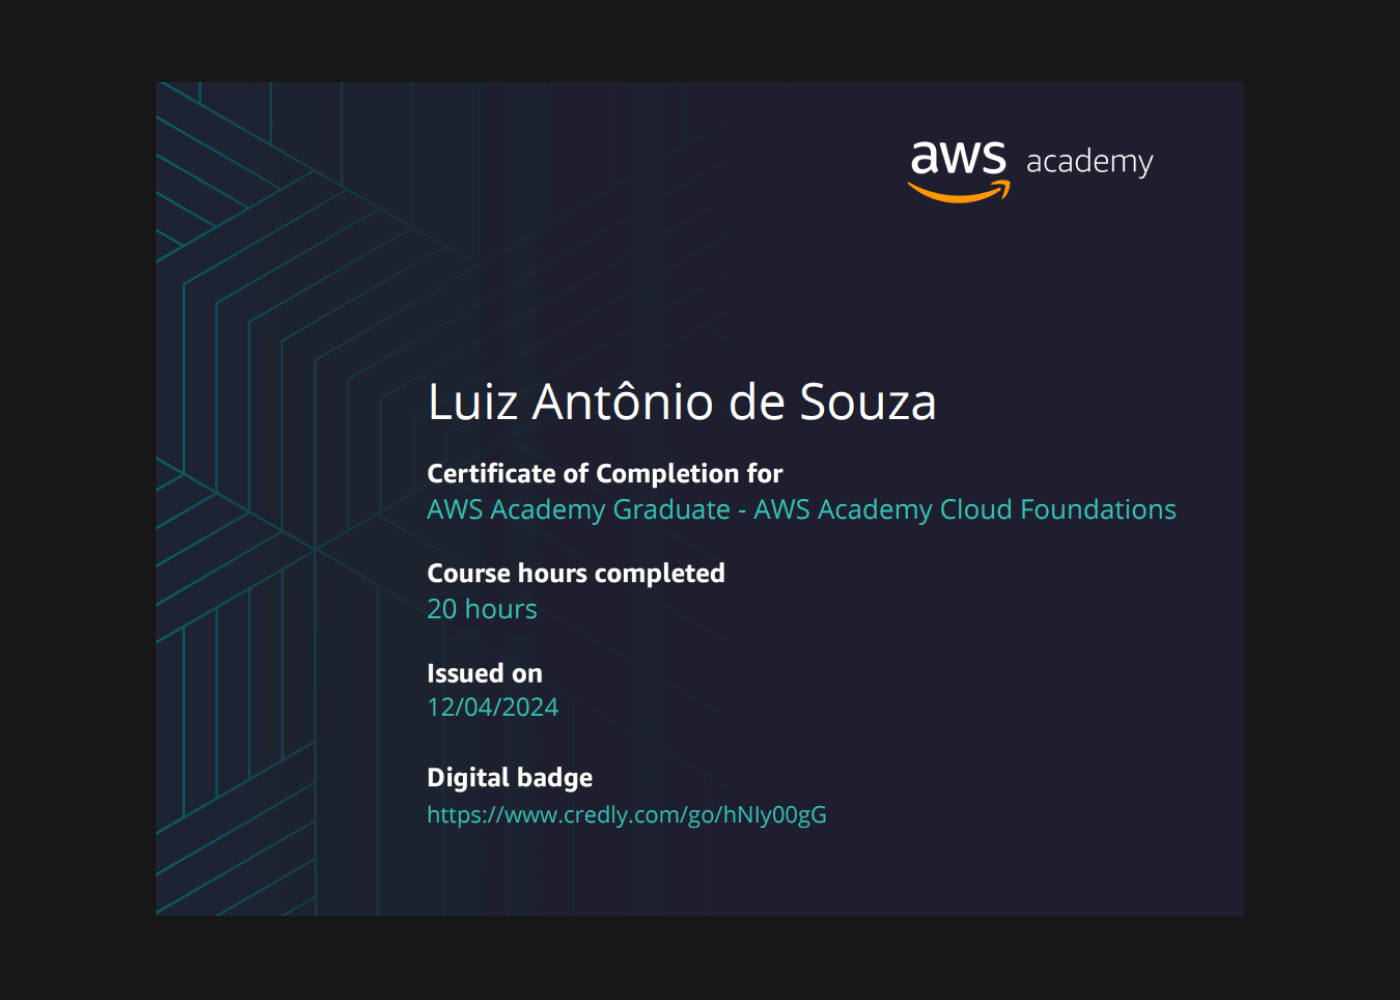 aws academy
Luiz Antônio de Souza
Certificate of Completion for
AWS Academy Graduate - AWS Academy Cloud Foundations
Course hours completed
20 hours
Issued on
12/04/2024
Digital badge
https://www.credly.com/go/hNIy00gG